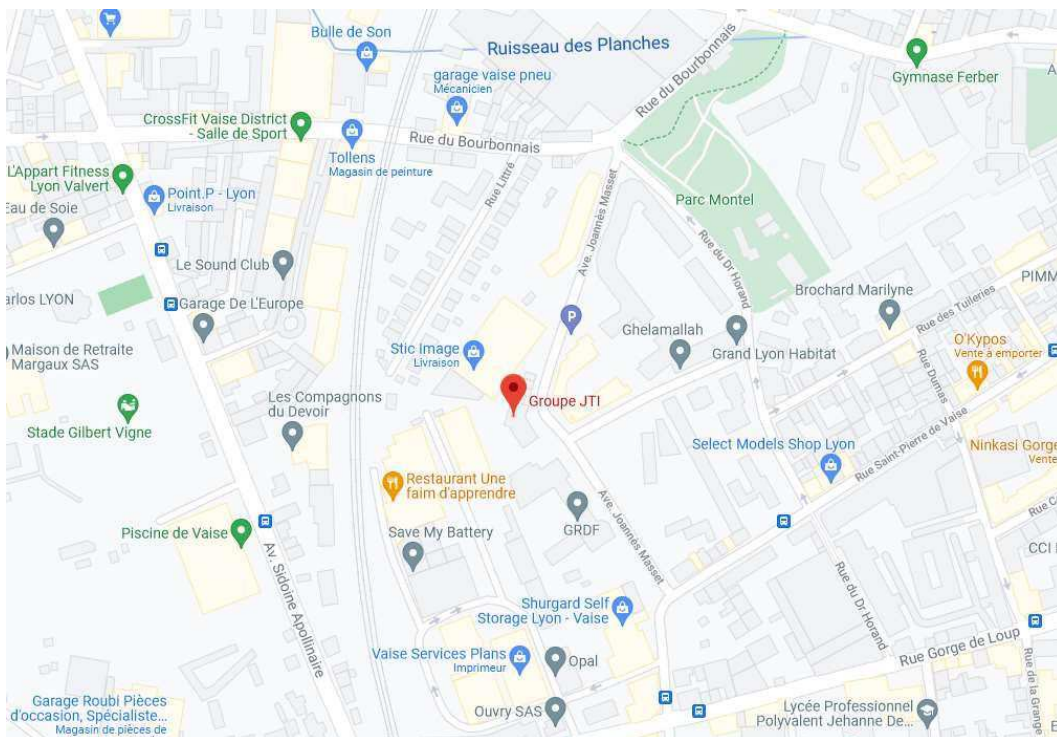 Bulle de Son
Ruisseau des Planches
Rue du Bourbonnais
Gymnase Ferber
garage vaise pneu
Mécanicien
CrossFit Vaise District
- Salle de Sport
Rue du Bourbonnais
Tollens
Magasin de peinture
L'Appart Fitness
Lyon Valvert
Point.P - Lyon
Livraison
Rue Littré
Ave. Joannès Masset
Parc Montel
Rue du Dr Horand
Eau de Soie
Le Sound Club
arlos LYON
Garage De L'Europe
Brochard Marilyne
PIMM
Rue des Tuileries
P
Ghelamallah
Grand Lyon Habitat
O'Kypos
Vente à emporter
Maison de Retraite
Margaux SAS
Stic Image
Livraison
Rue Dumas
Groupe JTI
Les Compagnons
du Devoir
Stade Gilbert Vigne
Select Models Shop Lyon
Rue Saint-Pierre de Vaise
Ninkasi Gorge
Vente
Restaurant Une
faim d'apprendre
Ave. Joannès Masset
GRDF
Piscine de Vaise
Save My Battery
Av. Sidoine Apollinaire
Rue C
CCI
Rue du Dr Horand
Shurgard Self
Storage Lyon - Vaise
Vaise Services Plans
Imprimeur
Opal
Rue Gorge de Loup
Rue de la Grange
Garage Roubi Pièces
d'occasion, Spécialiste...
Magasin de pièces de
Ouvry SAS
Lycée Professionnel
Polyvalent Jehanne De...